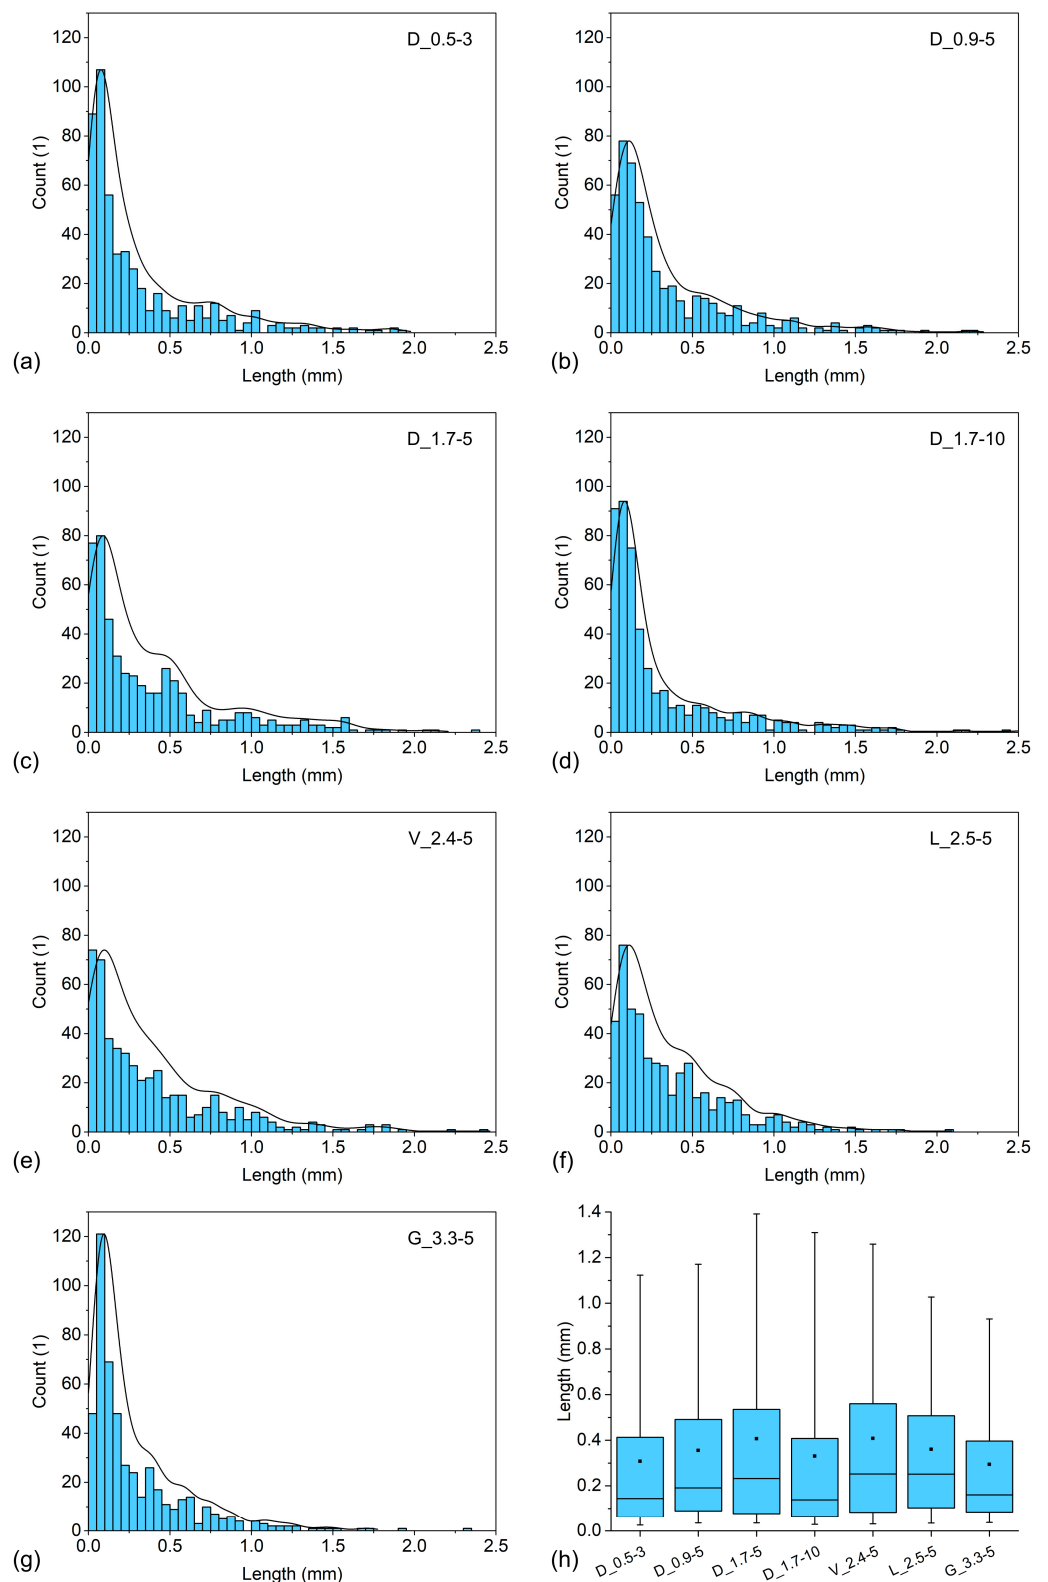 D_0.5-3
120
100
80
60
40
20
0
Count (1)
0.0 0.5 1.0 1.5 2.0 2.5
Length (mm)
(a)
D_0.9-5
120
100
80
60
40
20
0
Count (1)
0.0 0.5 1.0 1.5 2.0 2.5
Length (mm)
(b)
D_1.7-5
120
100
80
60
40
20
0
Count (1)
0.0 0.5 1.0 1.5 2.0 2.5
Length (mm)
(c)
D_1.7-10
120
100
80
60
40
20
0
Count (1)
0.0 0.5 1.0 1.5 2.0 2.5
Length (mm)
(d)
V_2.4-5
120
100
80
60
40
20
0
Count (1)
0.0 0.5 1.0 1.5 2.0 2.5
Length (mm)
(e)
L_2.5-5
120
100
80
60
40
20
0
Count (1)
0.0 0.5 1.0 1.5 2.0 2.5
Length (mm)
(f)
G_3.3-5
120
100
80
60
40
20
0
Count (1)
0.0 0.5 1.0 1.5 2.0 2.5
Length (mm)
(g)
1.4
1.2
1.0
0.8
0.6
0.4
0.2
0.0
Length (mm)
D_0.5-3 D_0.9-5 D_1.7-5 D_1.7-10 V_2.4-5 L_2.5-5 G_3.3-5
(h)